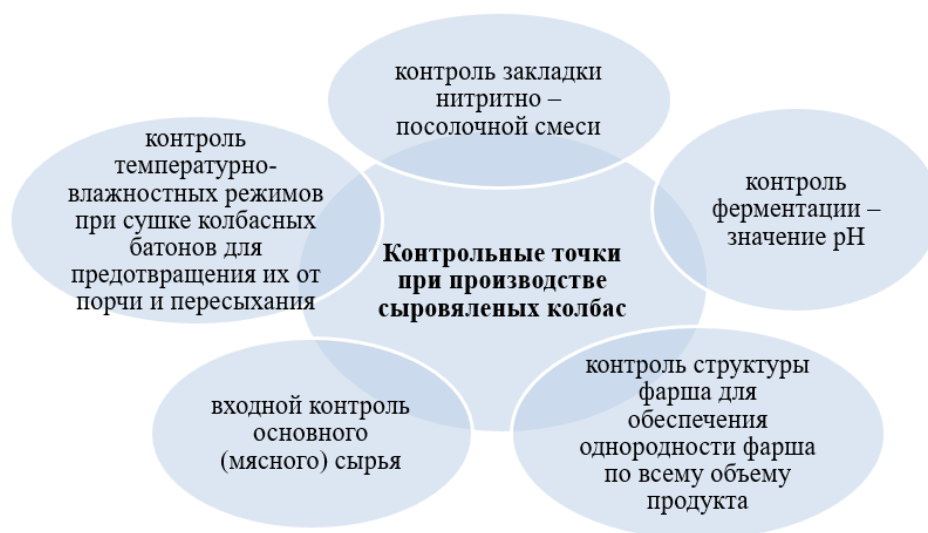 контроль закладки
нитритно –
посолочной смеси
контроль
температурно-
влажностных режимов
при сушке колбасных
батонов для
предотвращения их от
порчи и пересыхания
контроль
ферментации –
значение pH
Контрольные точки
при производстве
сыровяленых колбас
входной контроль
основного
(мясного) сырья
контроль структуры
фарша для
обеспечения
однородности фарша
по всему объему
продукта